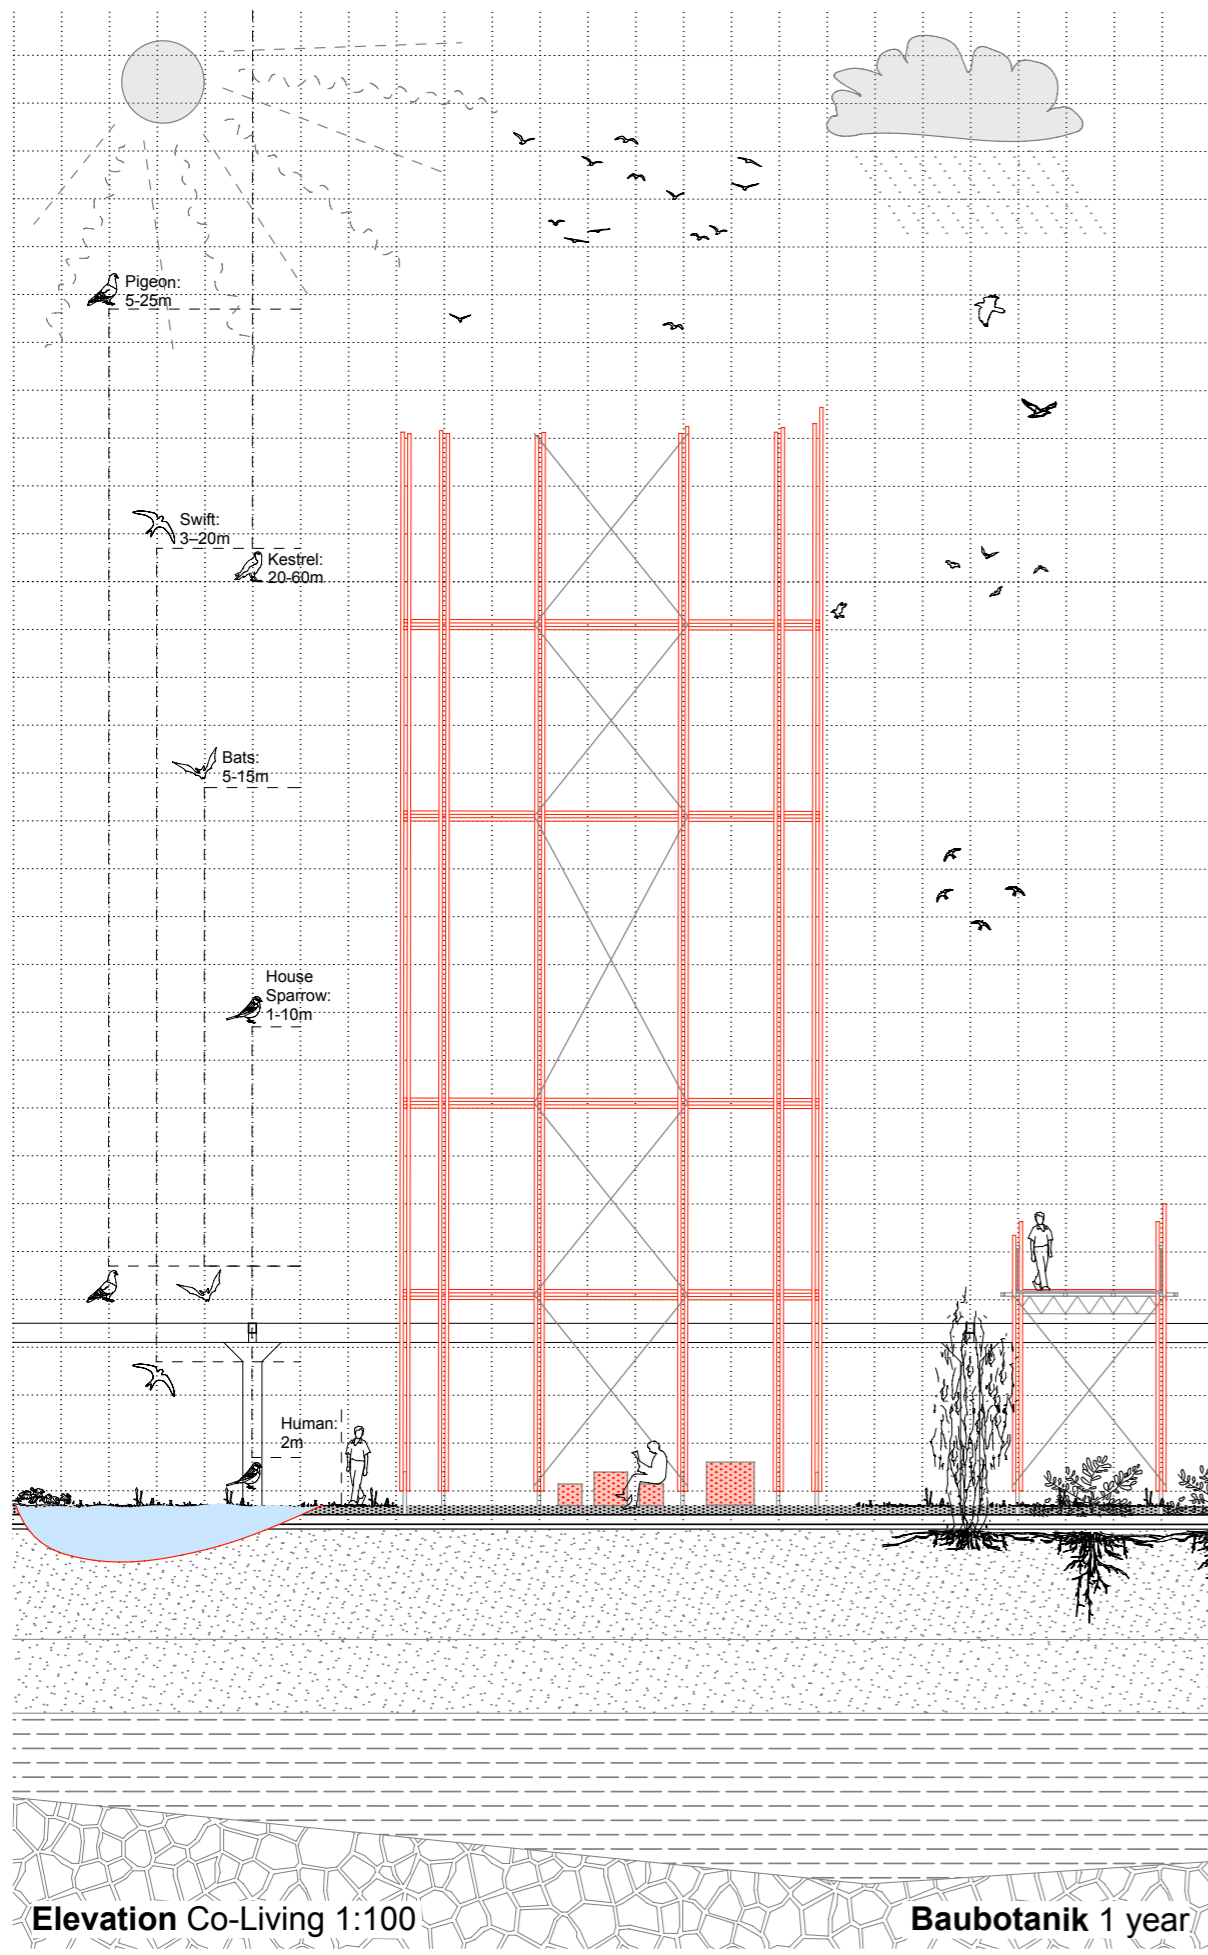 Pigeon:
5-25m
Swift:
3–20m
Kestrel:
20-60m
Bats:
5-15m
House
Sparrow:
1-10m
Human:
2m
Elevation Co-Living 1:100
Baubotanik 1 year